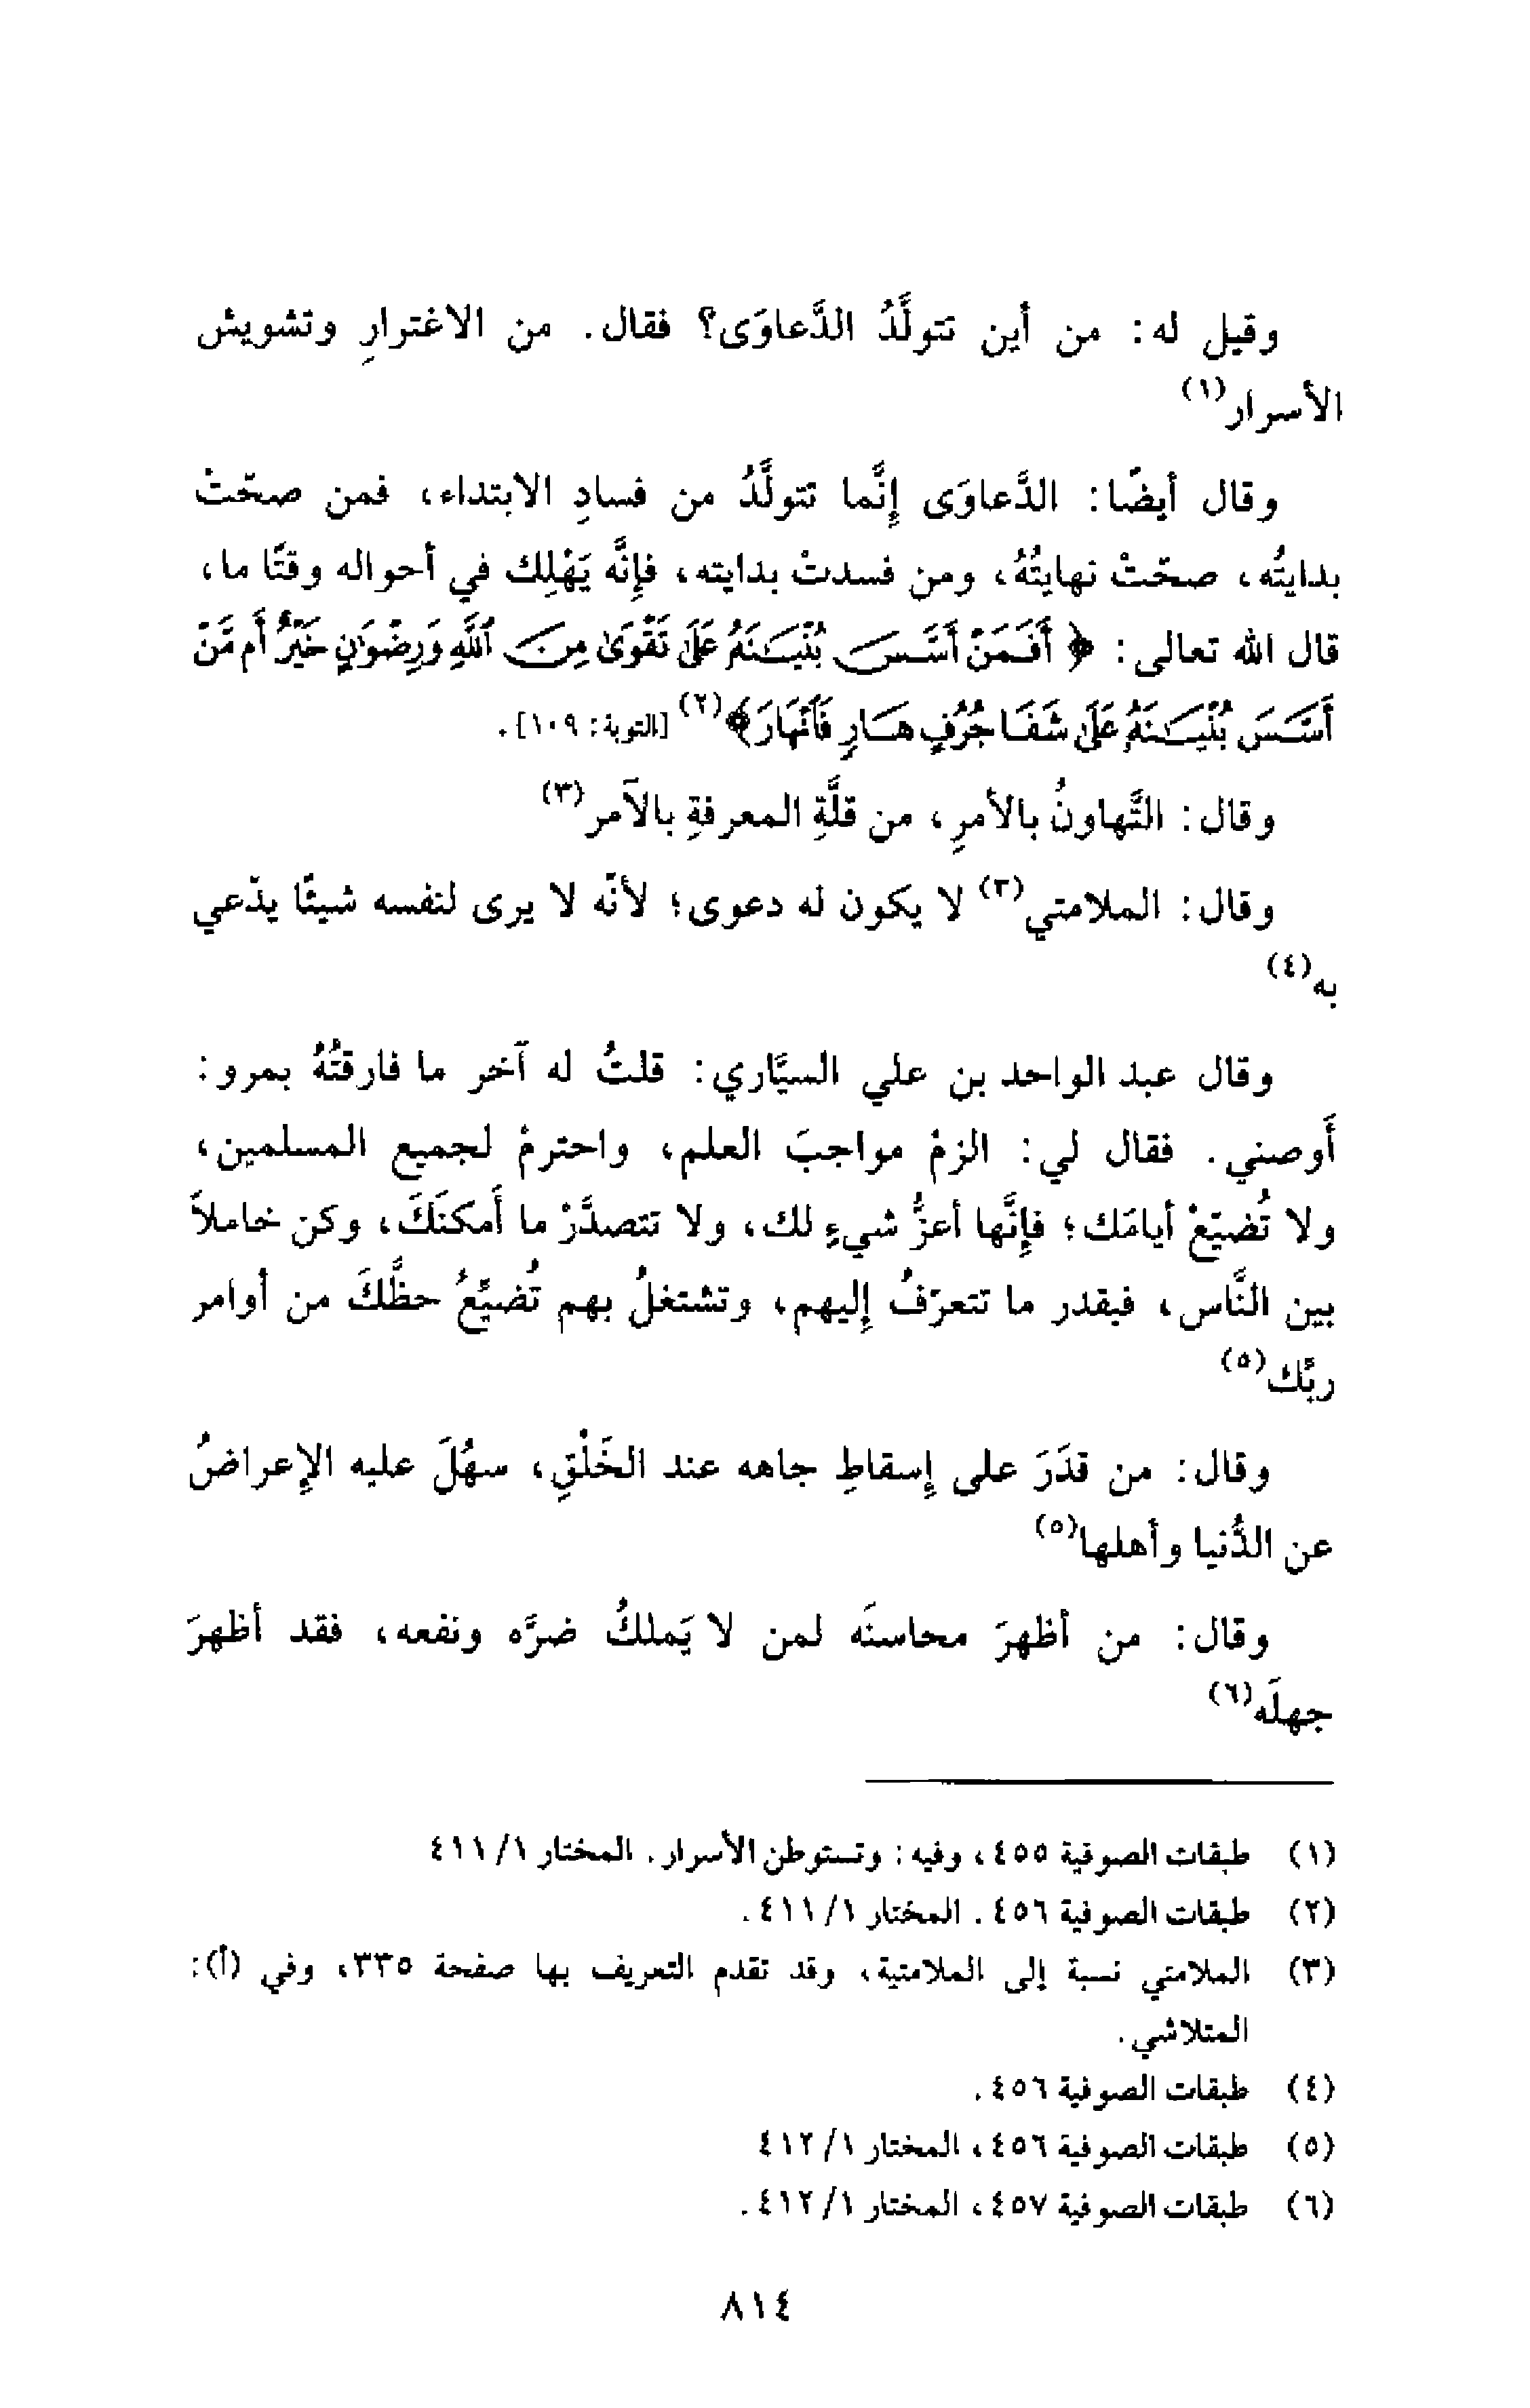 وقيل له: من أين تتولَّدُ الدَّعاوَى؟ فقال. من الاغترارِ وتشويش
الأسرار(١)
وقال أيضًا: الدَّعاوَى إنَّما تتولَّدُ من فسادِ الابتداء، فمن صحّتْ
بدايتُه، صحّتْ نهايتُهُ، ومن فسدتْ بدايته، فإنَّه يَهْلِك في أحواله وقتًا ما،
قال الله تعالى: ﴿ أَفَمَنْ أَسَّسَ بُنْيَـٰنَهُۥ عَلَىٰ تَقْوَىٰ مِنَ ٱللَّهِ وَرِضْوَٰنٍ خَيْرٌ أَم مَّنْ
أَسَّسَ بُنْيَـٰنَهُۥ عَلَىٰ شَفَا جُرُفٍ هَارٍ فَٱنْهَارَ﴾(٢) [التوبة: ١٠٩].
وقال: التَّهاونُ بالأمرِ، من قلَّةِ المعرفةِ بالآمر(٣)
وقال: الملامتي(٣) لا يكون له دعوى؛ لأنّه لا يرى لنفسه شيئًا يدّعي
به(٤)
وقال عبد الواحد بن علي السيَّاري: قلتُ له آخر ما فارقتُهُ بمرو:
أَوصني. فقال لي: الزمْ مواجبَ العلم، واحترمْ لجميع المسلمين،
ولا تُضيّعْ أيامَك؛ فإنَّها أعزُّ شيءٍ لك، ولا تتصدَّرْ ما أَمكنَكَ، وكن خاملاً
بين النَّاس، فبقدر ما تتعرّفُ إليهم، وتشتغلُ بهم تُضيِّعُ حظَّكَ من أوامر
ربّك(٥)
وقال: من قدَرَ على إسقاطِ جاهه عند الخَلْقِ، سهُلَ عليه الإعراضُ
عن الدُّنيا وأهلها(٥)
وقال: من أظهرَ محاسنَه لمن لا يَملكُ ضرَّه ونفعه، فقد أظهرَ
جهلَه(٦)
(١) طبقات الصوفية ٤٥٥، وفيه: وتستوطن الأسرار. المختار ١/ ٤١١
(٢) طبقات الصوفية ٤٥٦. المختار ١/ ٤١١.
(٣) الملامتي نسبة إلى الملامتية، وقد تقدم التعريف بها صفحة ٣٣٥، وفي (أ):
المتلاشي.
(٤) طبقات الصوفية ٤٥٦.
(٥) طبقات الصوفية ٤٥٦، المختار ١/ ٤١٢
(٦) طبقات الصوفية ٤٥٧، المختار ١/ ٤١٢.
٨١٤